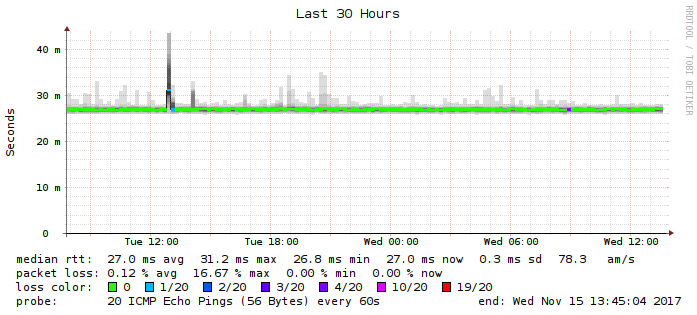 Last 30 Hours
RRDTOOL / TOBI OETIKER
Seconds
40 m
30 m
20 m
10 m
0
Tue 12:00 Tue 18:00 Wed 00:00 Wed 06:00 Wed 12:00
median rtt: 27.0 ms avg 31.2 ms max 26.8 ms min 27.0 ms now 0.3 ms sd 78.3 am/s
packet loss: 0.12 % avg 16.67 % max 0.00 % min 0.00 % now
loss color: 0 1/20 2/20 3/20 4/20 10/20 19/20
probe: 20 ICMP Echo Pings (56 Bytes) every 60s end: Wed Nov 15 13:45:04 2017